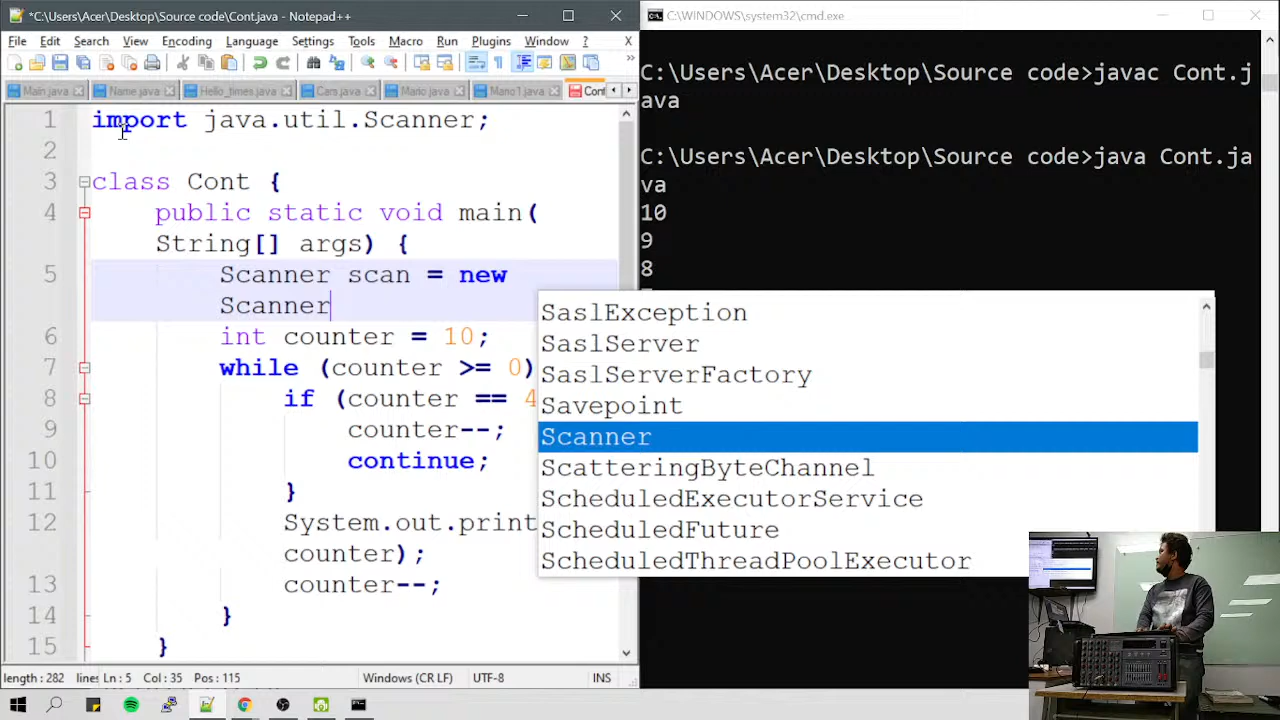 *C:\Users\Acer\Desktop\Source code\Cont.java - Notepad++
File Edit Search View Encoding Language Settings Tools Macro Run Plugins Window ? X
Main.java Name.java Hello_times.java Cars.java Mario.java Mario1.java Cont
1 import java.util.Scanner;
2
3 class Cont {
4 public static void main(
String[] args) {
5 Scanner scan = new
Scanner
6 int counter = 10;
7 while (counter >= 0)
8 if (counter == 4
9 counter--;
10 continue;
11 }
12 System.out.print
counter);
13 counter--;
14 }
15 }
length : 282 lines Ln : 5 Col : 35 Pos : 115 Windows (CR LF) UTF-8 INS
SaslException
SaslServer
SaslServerFactory
Savepoint
Scanner
ScatteringByteChannel
ScheduledExecutorService
ScheduledFuture
ScheduledThreadPoolExecutor
C:\WINDOWS\system32\cmd.exe
C:\Users\Acer\Desktop\Source code>javac Cont.j
ava
C:\Users\Acer\Desktop\Source code>java Cont.ja
va
10
9
8